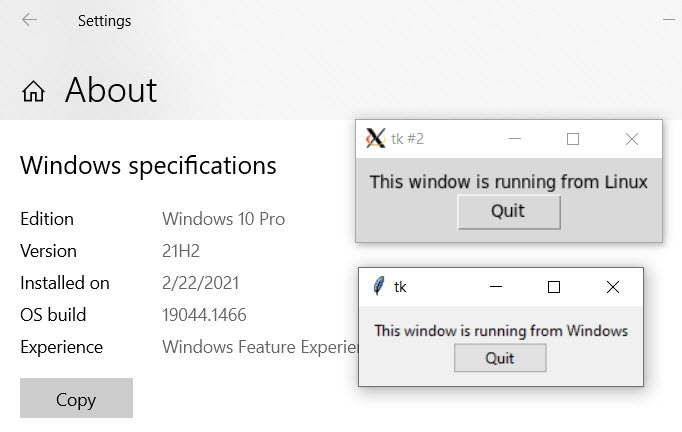 Settings
About
Windows specifications
Edition Windows 10 Pro
Version 21H2
Installed on 2/22/2021
OS build 19044.1466
Experience Windows Feature Experie
Copy
tk #2
This window is running from Linux
Quit
tk
This window is running from Windows
Quit